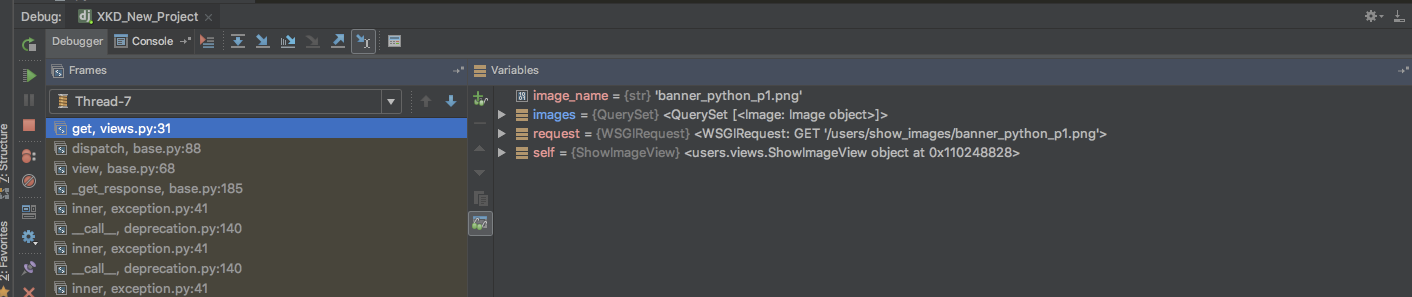 Debug: dj XKD_New_Project
Debugger Console
Frames
Variables
Thread-7
get, views.py:31
dispatch, base.py:88
view, base.py:68
_get_response, base.py:185
inner, exception.py:41
__call__, deprecation.py:140
inner, exception.py:41
__call__, deprecation.py:140
inner, exception.py:41
image_name = {str} 'banner_python_p1.png'
images = {QuerySet} <QuerySet [<Image: Image object>]>
request = {WSGIRequest} <WSGIRequest: GET '/users/show_images/banner_python_p1.png'>
self = {ShowImageView} <users.views.ShowImageView object at 0x110248828>
7: Structure
2: Favorites